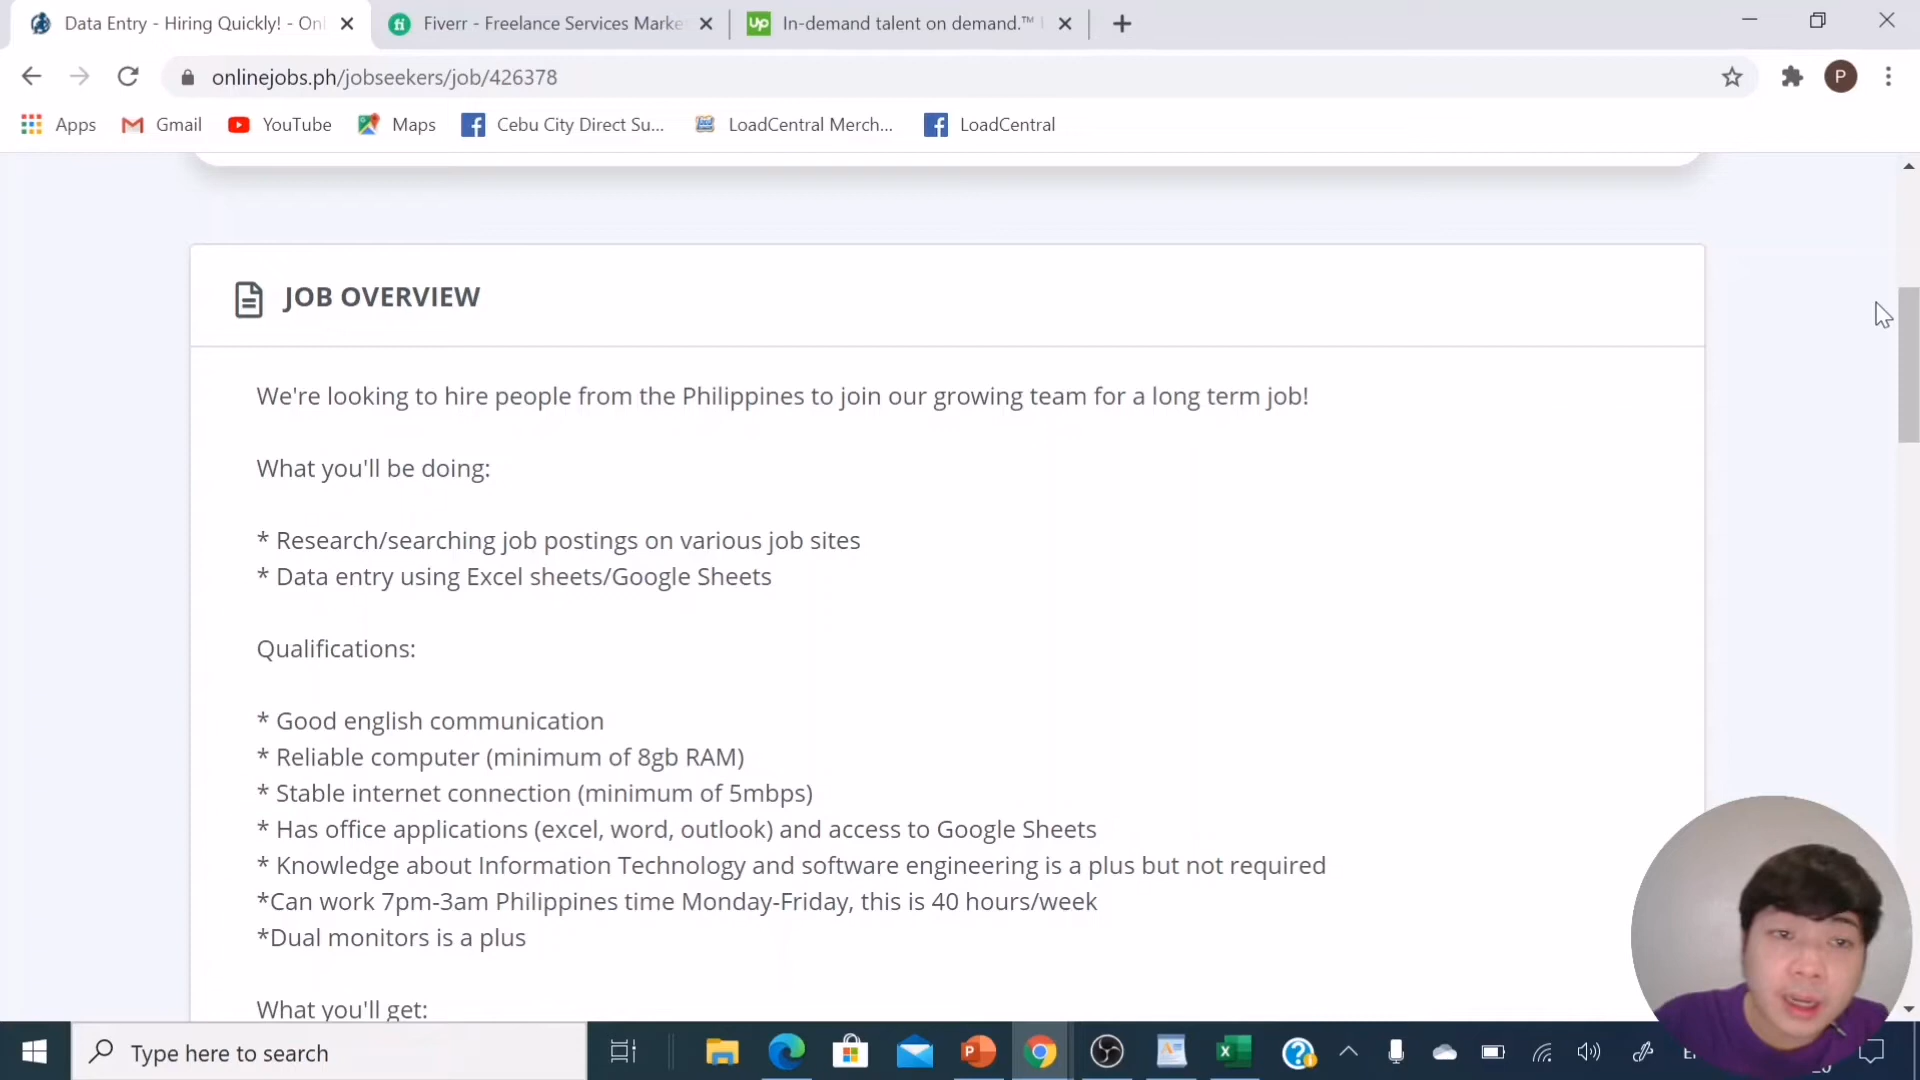 Data Entry - Hiring Quickly! - Onl
Fiverr - Freelance Services Marke
Up In-demand talent on demand.™
onlinejobs.ph/jobseekers/job/426378
P
Apps
Gmail
YouTube
Maps
Cebu City Direct Su...
LoadCentral Merch...
LoadCentral
JOB OVERVIEW
We're looking to hire people from the Philippines to join our growing team for a long term job!
What you'll be doing:
* Research/searching job postings on various job sites
* Data entry using Excel sheets/Google Sheets
Qualifications:
* Good english communication
* Reliable computer (minimum of 8gb RAM)
* Stable internet connection (minimum of 5mbps)
* Has office applications (excel, word, outlook) and access to Google Sheets
* Knowledge about Information Technology and software engineering is a plus but not required
*Can work 7pm-3am Philippines time Monday-Friday, this is 40 hours/week
*Dual monitors is a plus
What you'll get:
Type here to search